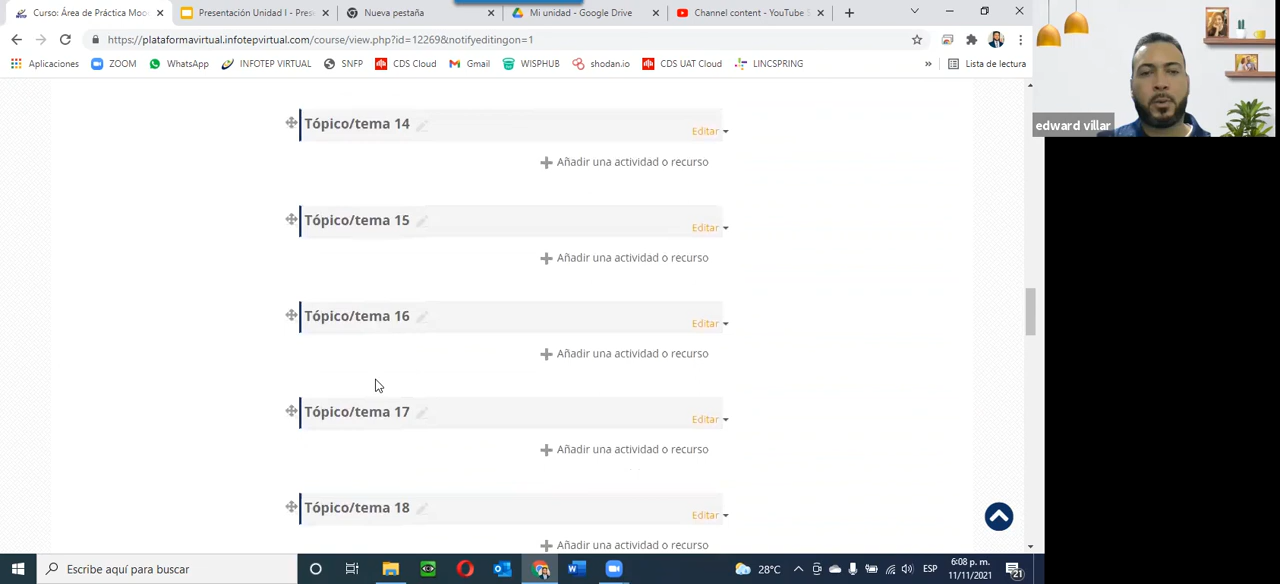 Curso: Área de Práctica Moo
Presentación Unidad I - Pres
Nueva pestaña
Mi unidad - Google Drive
Channel content - YouTube S
https://plataformavirtual.infotepvirtual.com/course/view.php?id=12269&notifyeditingon=1
Aplicaciones
ZOOM
WhatsApp
INFOTEP VIRTUAL
SNFP
CDS Cloud
Gmail
WISPHUB
shodan.io
CDS UAT Cloud
LINCSPRING
»
Lista de lectura
edward villar
Tópico/tema 14
Editar
Añadir una actividad o recurso
Tópico/tema 15
Editar
Añadir una actividad o recurso
Tópico/tema 16
Editar
Añadir una actividad o recurso
Tópico/tema 17
Editar
Añadir una actividad o recurso
Tópico/tema 18
Editar
Añadir una actividad o recurso
Escribe aquí para buscar
28°C
ESP
6:08 p. m.
11/11/2021
21